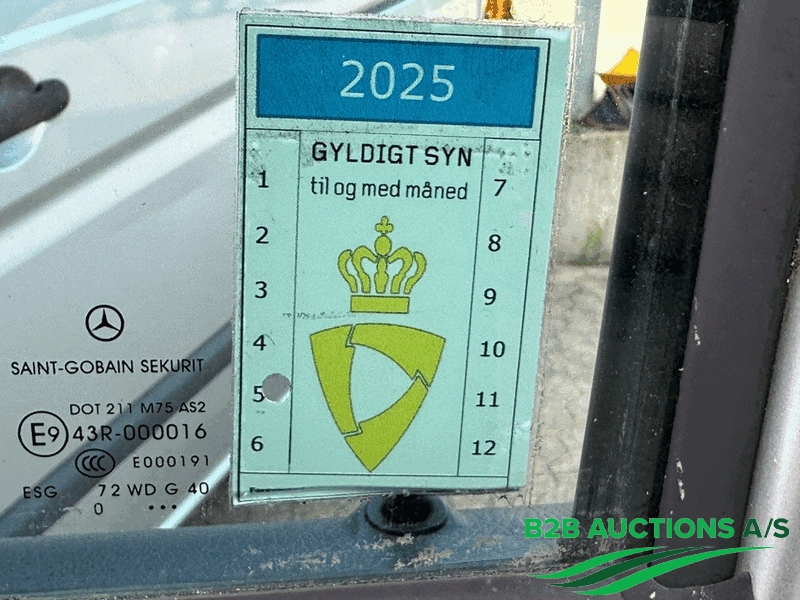 2025
GYLDIGT SYN
til og med måned
1
2
3
4
5
6
7
8
9
10
11
12
SAINT-GOBAIN SEKURIT
DOT 211 M75 AS2
E9 43R-000016
CCC E000191
ESG 72 WD G 40
0 •••
B2B AUCTIONS A/S